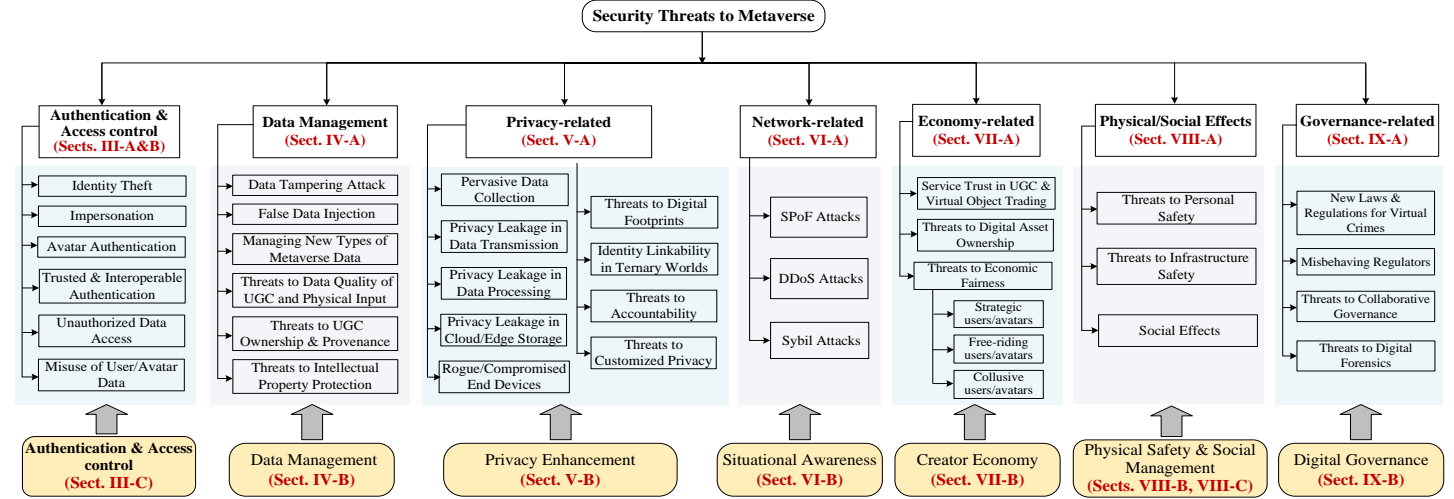 Security Threats to Metaverse
Authentication &
Access control
(Sects. III-A&B)
Identity Theft
Impersonation
Avatar Authentication
Trusted & Interoperable
Authentication
Unauthorized Data
Access
Misuse of User/Avatar
Data
Authentication & Access
control
(Sect. III-C)
Data Management
(Sect. IV-A)
Data Tampering Attack
False Data Injection
Managing New Types of
Metaverse Data
Threats to Data Quality of
UGC and Physical Input
Threats to UGC
Ownership & Provenance
Threats to Intellectual
Property Protection
Data Management
(Sect. IV-B)
Privacy-related
(Sect. V-A)
Pervasive Data
Collection
Privacy Leakage in
Data Transmission
Privacy Leakage in
Data Processing
Privacy Leakage in
Cloud/Edge Storage
Rogue/Compromised
End Devices
Threats to Digital
Footprints
Identity Linkability
in Ternary Worlds
Threats to
Accountability
Threats to
Customized Privacy
Privacy Enhancement
(Sect. V-B)
Network-related
(Sect. VI-A)
SPoF Attacks
DDoS Attacks
Sybil Attacks
Situational Awareness
(Sect. VI-B)
Economy-related
(Sect. VII-A)
Service Trust in UGC &
Virtual Object Trading
Threats to Digital Asset
Ownership
Threats to Economic
Fairness
Strategic
users/avatars
Free-riding
users/avatars
Collusive
users/avatars
Creator Economy
(Sect. VII-B)
Physical/Social Effects
(Sect. VIII-A)
Threats to Personal
Safety
Threats to Infrastructure
Safety
Social Effects
Physical Safety & Social
Management
(Sects. VIII-B, VIII-C)
Governance-related
(Sect. IX-A)
New Laws &
Regulations for Virtual
Crimes
Misbehaving Regulators
Threats to Collaborative
Governance
Threats to Digital
Forensics
Digital Governance
(Sect. IX-B)